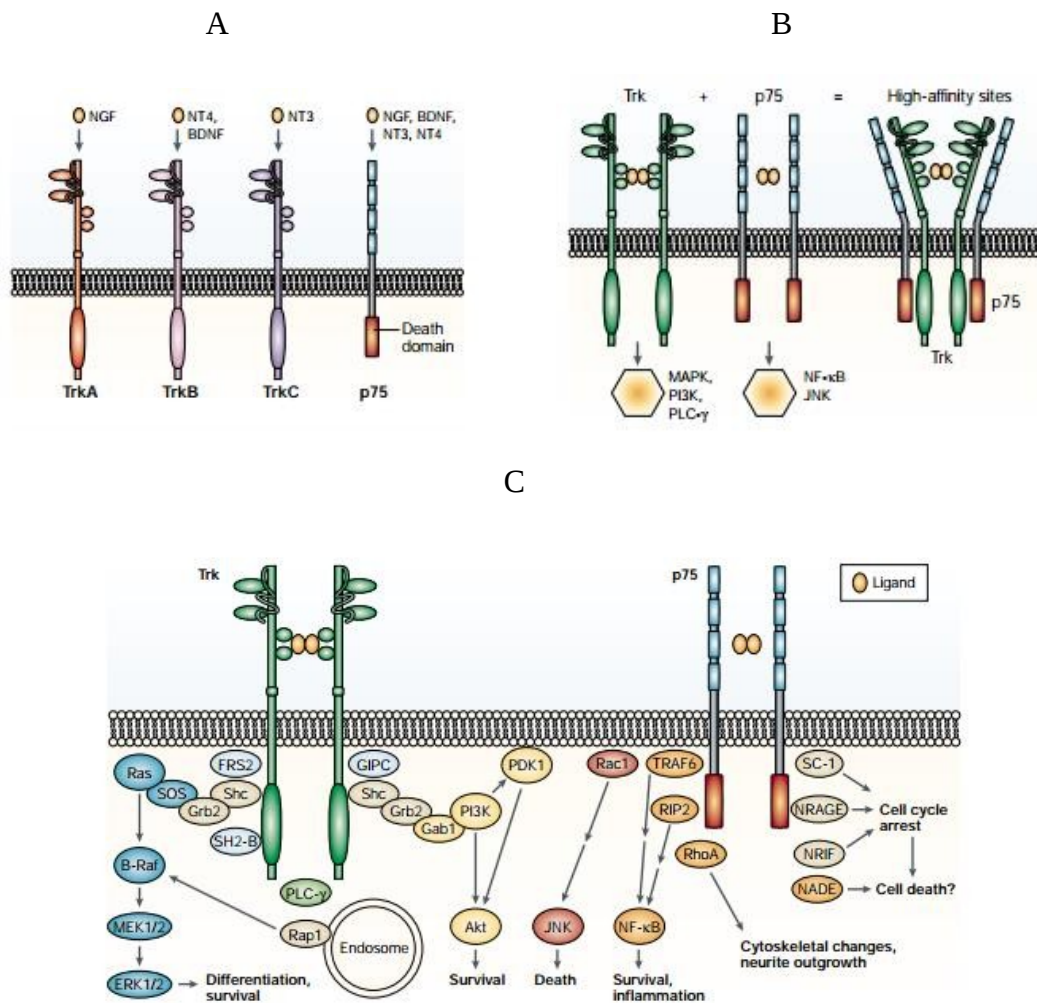 A
B
NGF
NT4,
BDNF
NT3
NGF, BDNF,
NT3, NT4
Death
domain
TrkA
TrkB
TrkC
p75
Trk + p75 = High-affinity sites
p75
Trk
MAPK,
PI3K,
PLC-γ
NF-κB
JNK
C
Trk
p75
Ligand
Ras
SOS
Grb2
Shc
FRS2
SH2-B
GIPC
Shc
Grb2
Gab1
PI3K
PDK1
Rac1
TRAF6
RIP2
RhoA
SC-1
NRAGE
Cell cycle
arrest
NRIF
NADE
Cell death?
B-Raf
PLC-γ
MEK1/2
Rap1
Endosome
Akt
JNK
NF-κB
Cytoskeletal changes,
neurite outgrowth
ERK1/2
Differentiation,
survival
Survival
Death
Survival,
inflammation